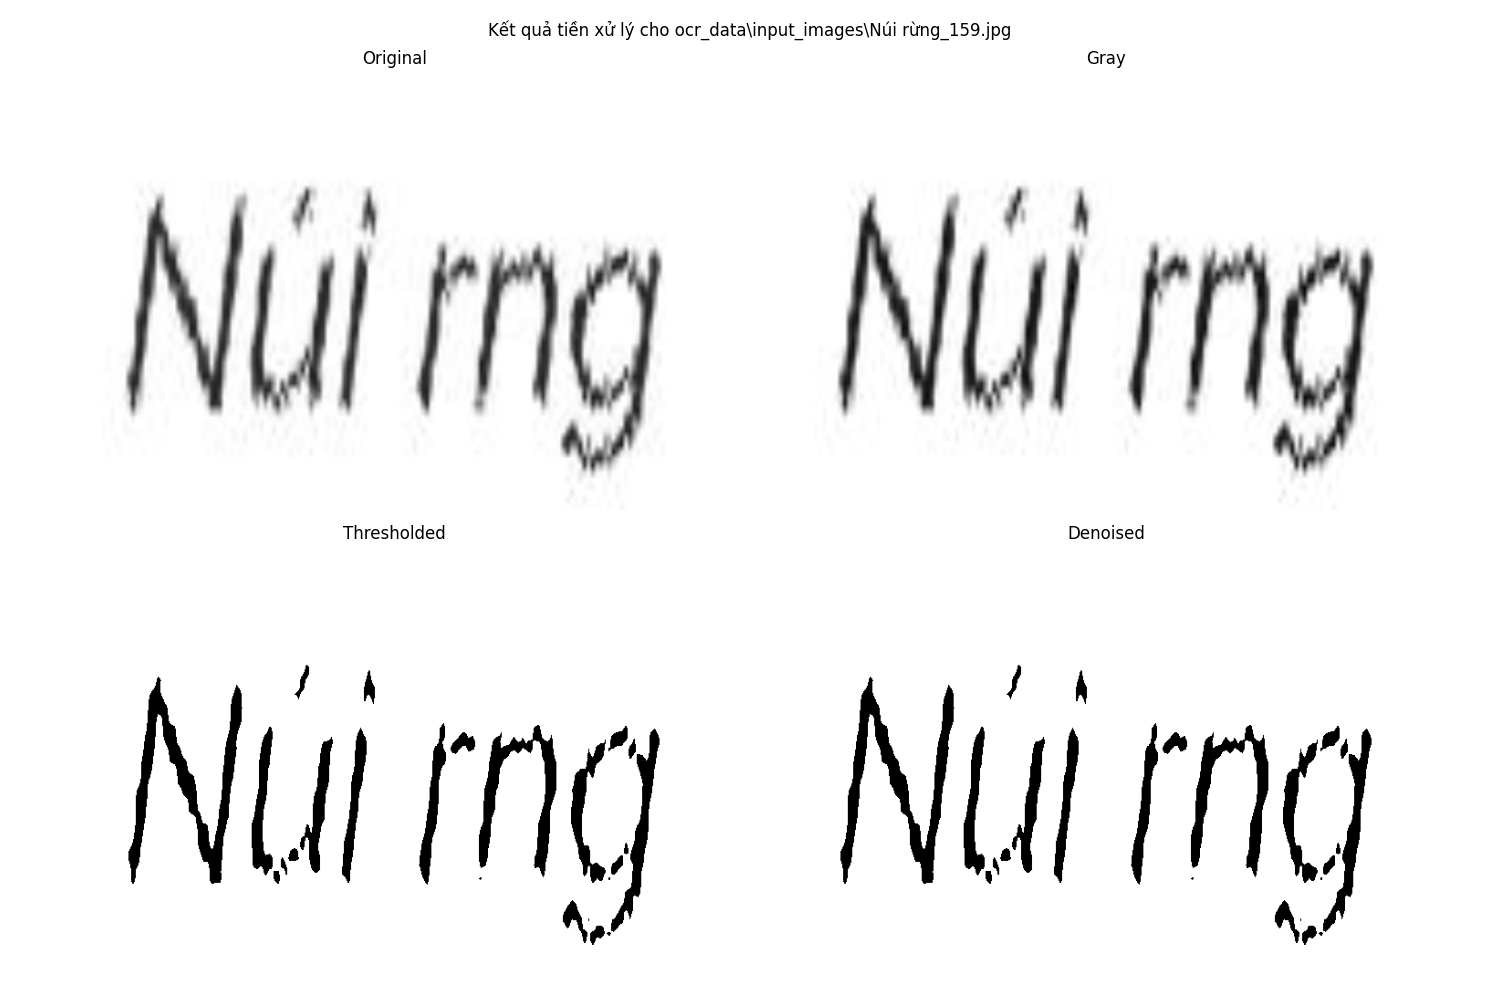 Kết quả tiền xử lý cho ocr_data\input_images\Núi rừng_159.jpg
Original
Gray
Núi rng
Núi rng
Thresholded
Denoised
Núi rng
Núi rng